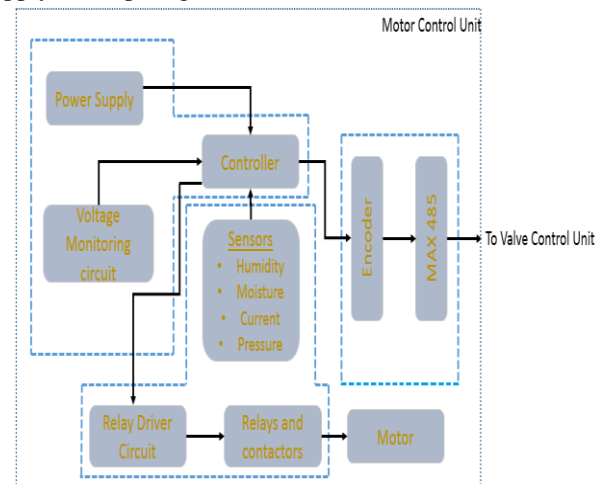 Motor Control Unit
Power Supply
Controller
Voltage
Monitoring
circuit
Sensors
• Humidity
• Moisture
• Current
• Pressure
Encoder
MAX 485
To Valve Control Unit
Relay Driver
Circuit
Relays and
contactors
Motor